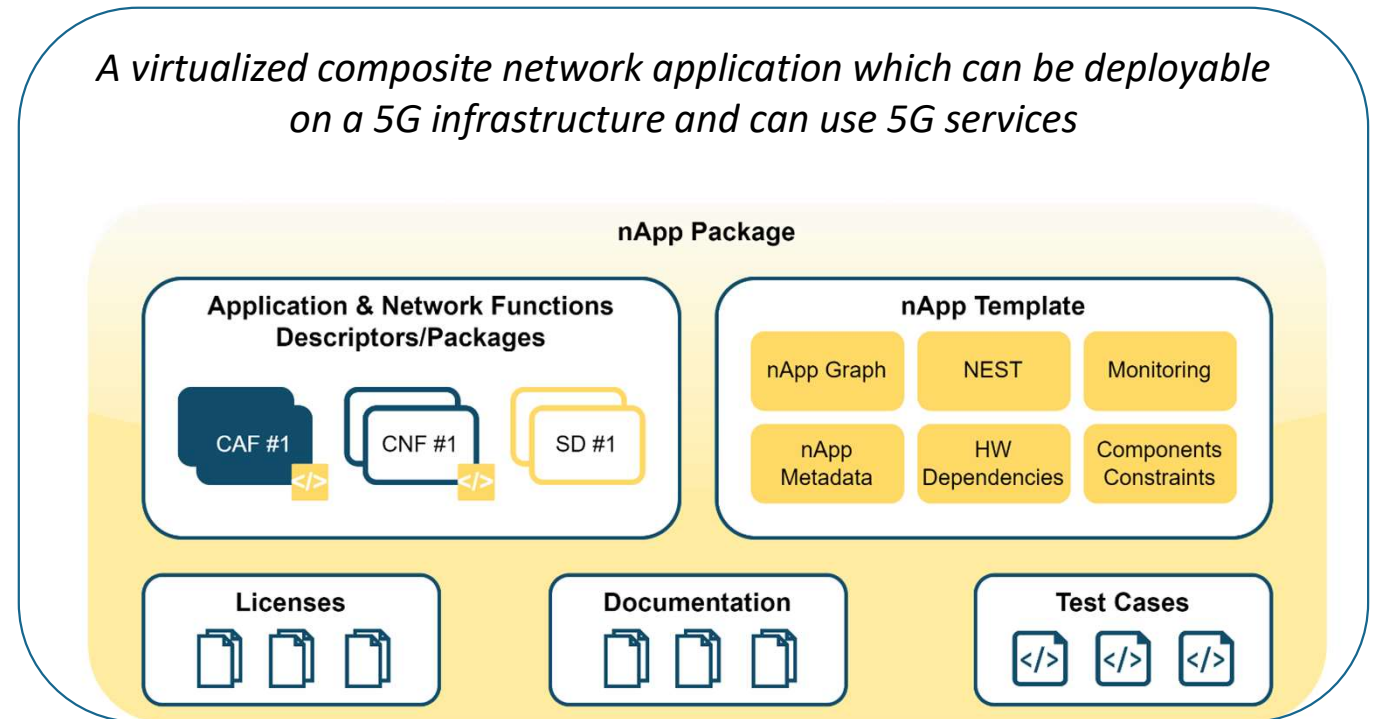 A virtualized composite network application which can be deployable
on a 5G infrastructure and can use 5G services
nApp Package
Application & Network Functions
Descriptors/Packages
CAF #1
</>
CNF #1
</>
SD #1
nApp Template
nApp Graph
NEST
Monitoring
nApp
Metadata
HW
Dependencies
Components
Constraints
Licenses
Documentation
Test Cases
</>
</>
</>